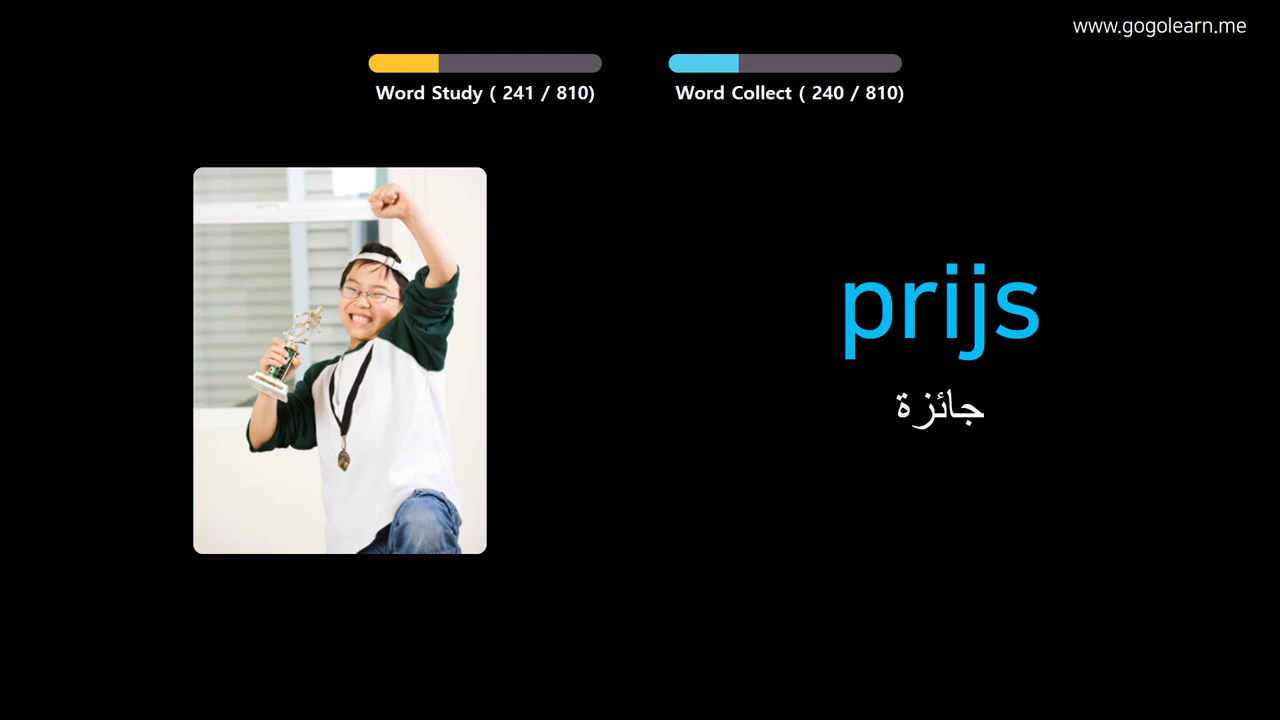 www.gogolearn.me
Word Study ( 241 / 810)
Word Collect ( 240 / 810)
prijs
جائزة